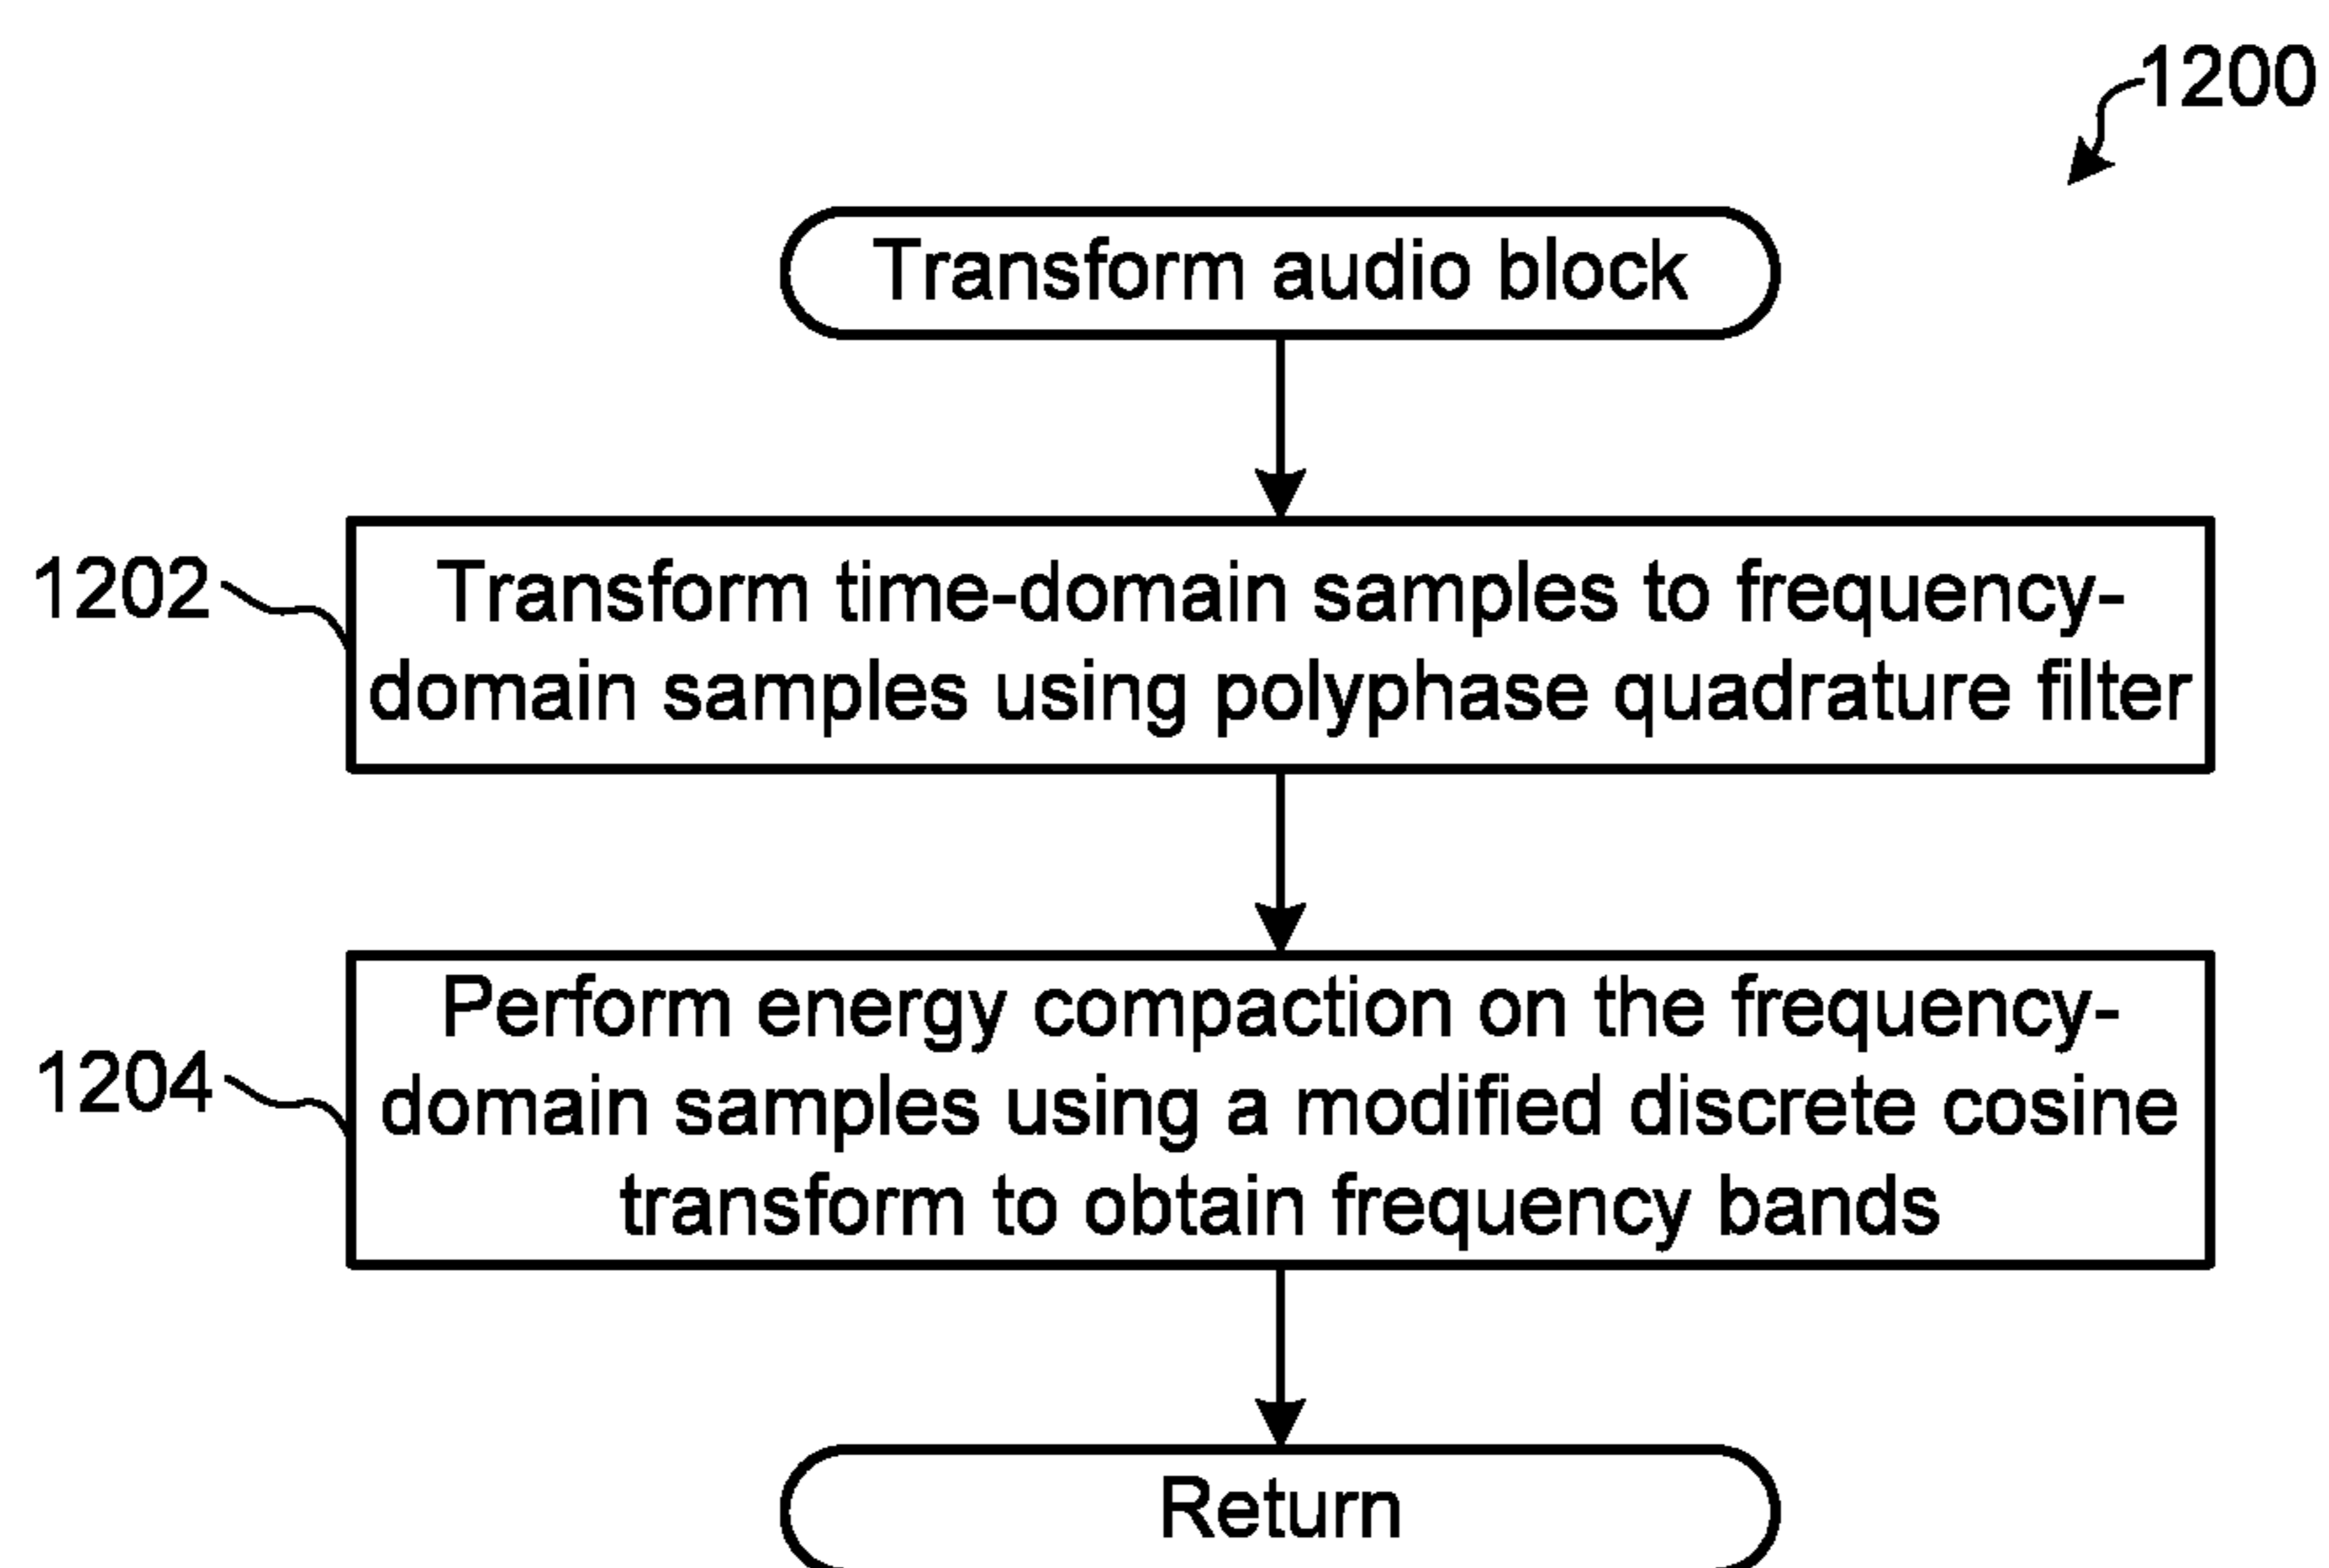 1200
Transform audio block
1202
Transform time-domain samples to frequency-
domain samples using polyphase quadrature filter
1204
Perform energy compaction on the frequency-
domain samples using a modified discrete cosine
transform to obtain frequency bands
Return